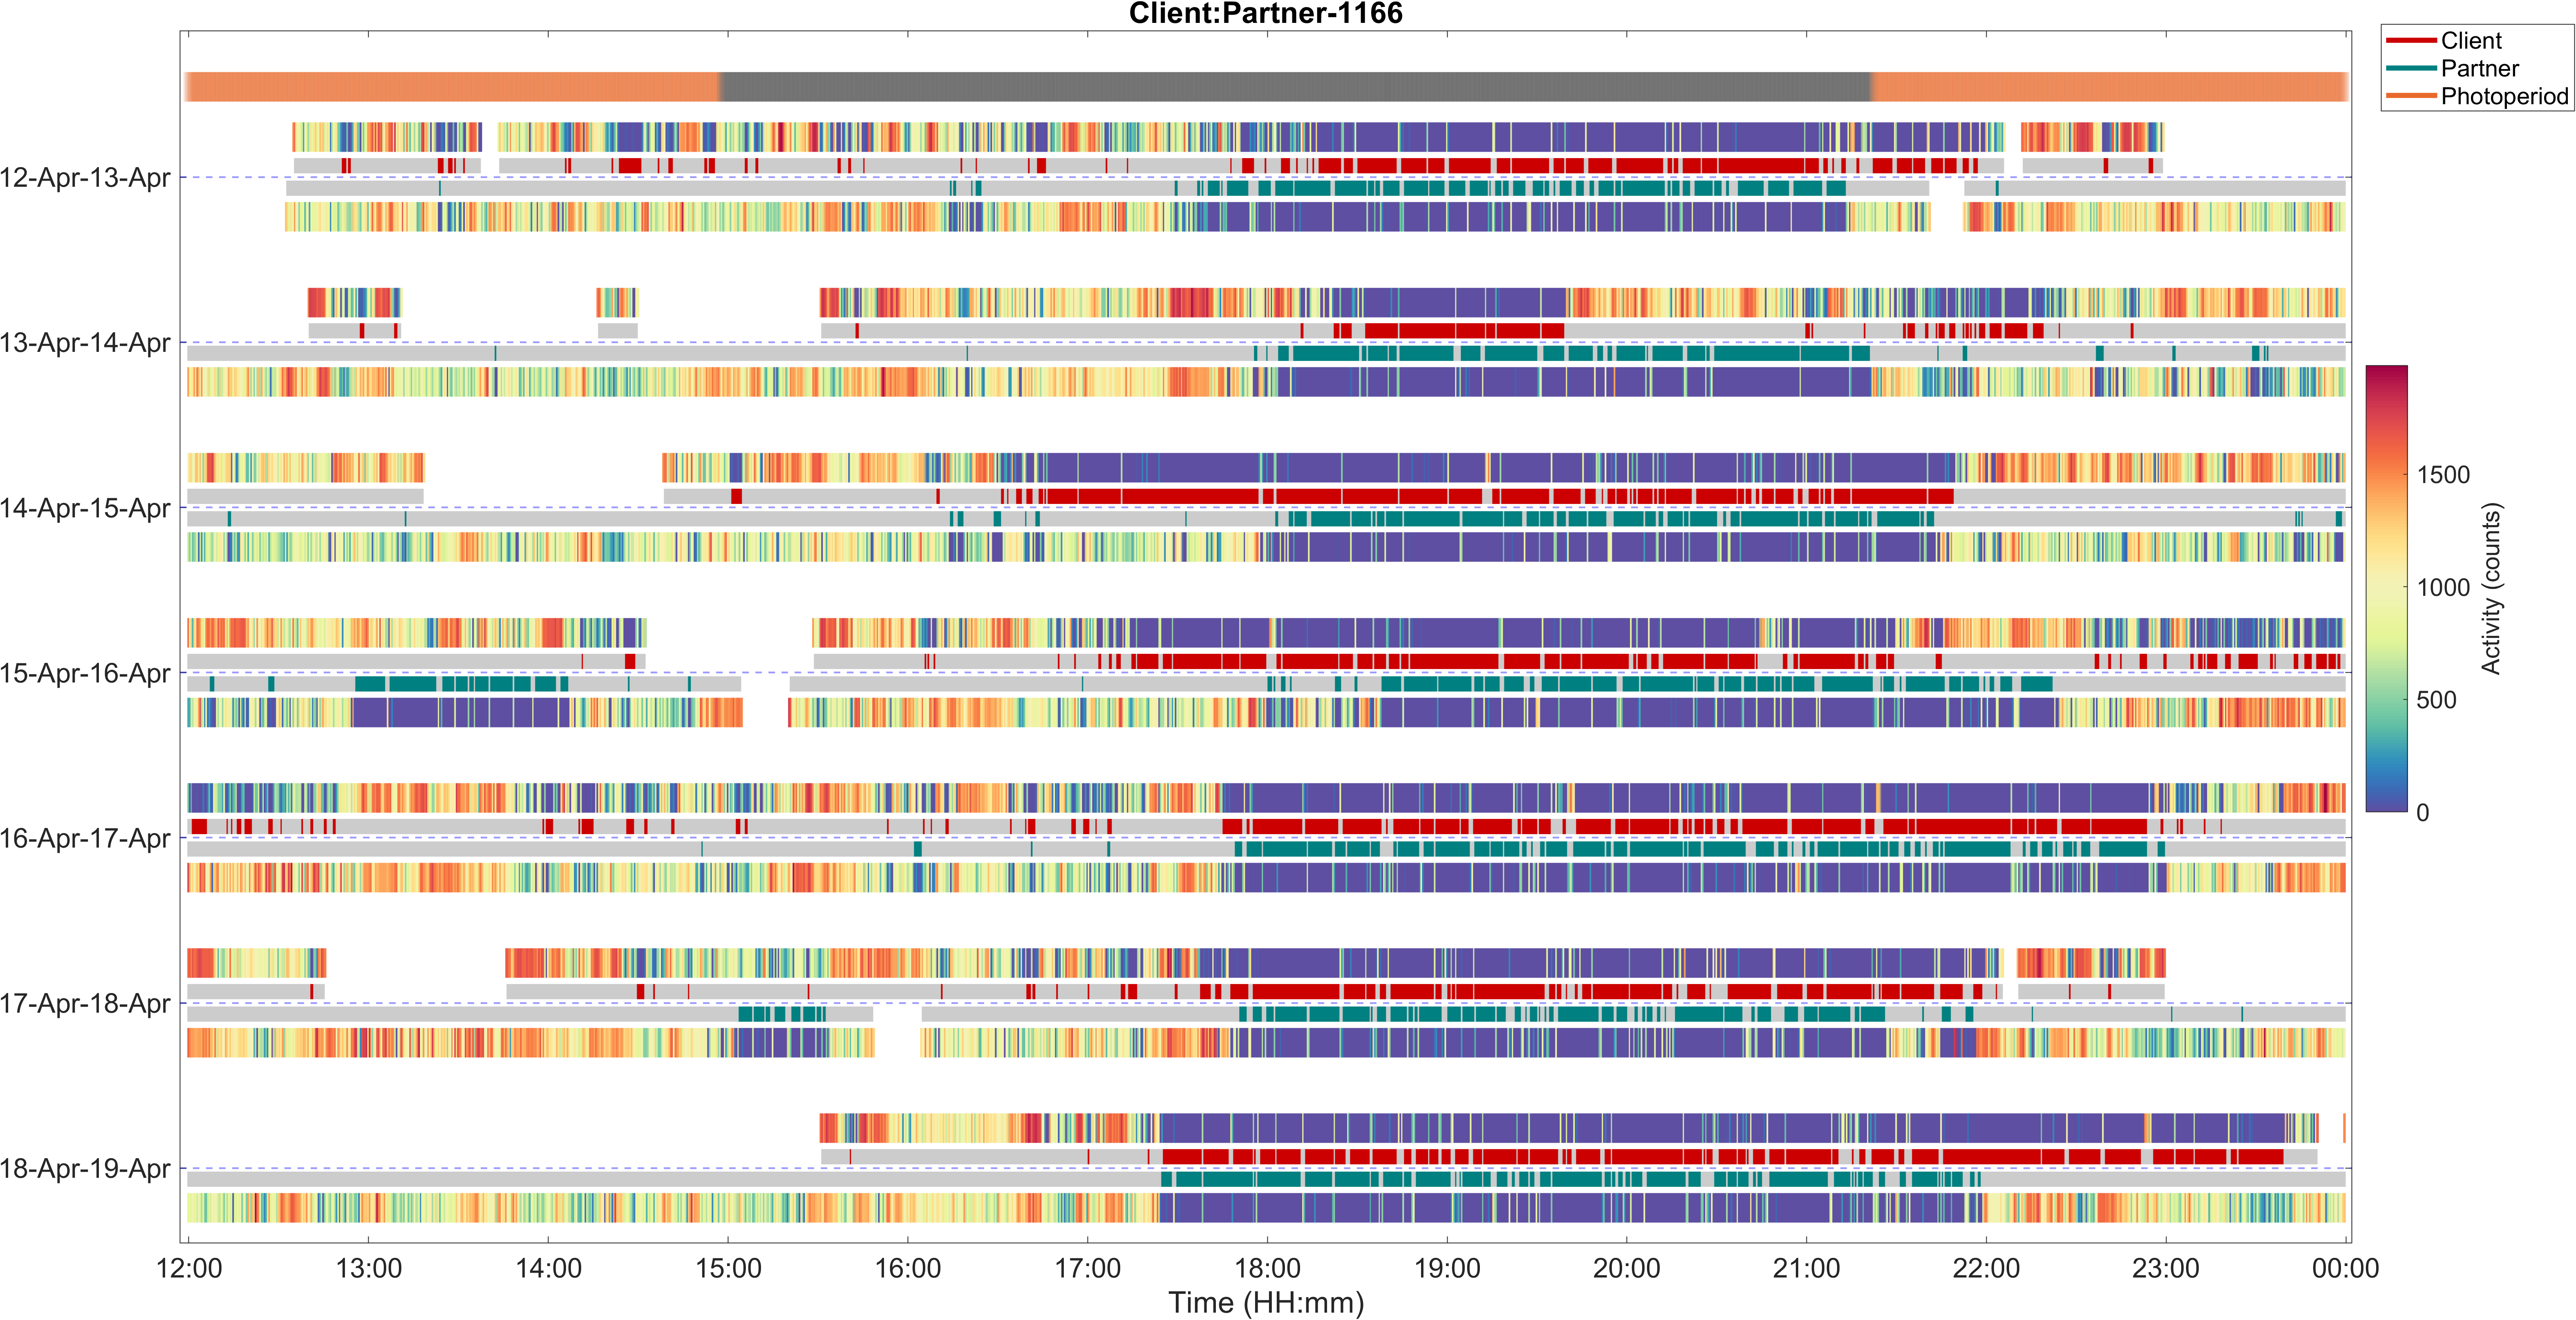 Client:Partner-1166
Client
Partner
Photoperiod
12-Apr-13-Apr
13-Apr-14-Apr
14-Apr-15-Apr
15-Apr-16-Apr
16-Apr-17-Apr
17-Apr-18-Apr
18-Apr-19-Apr
1500
1000
500
0
Activity (counts)
12:00 13:00 14:00 15:00 16:00 17:00 18:00 19:00 20:00 21:00 22:00 23:00 00:00
Time (HH:mm)